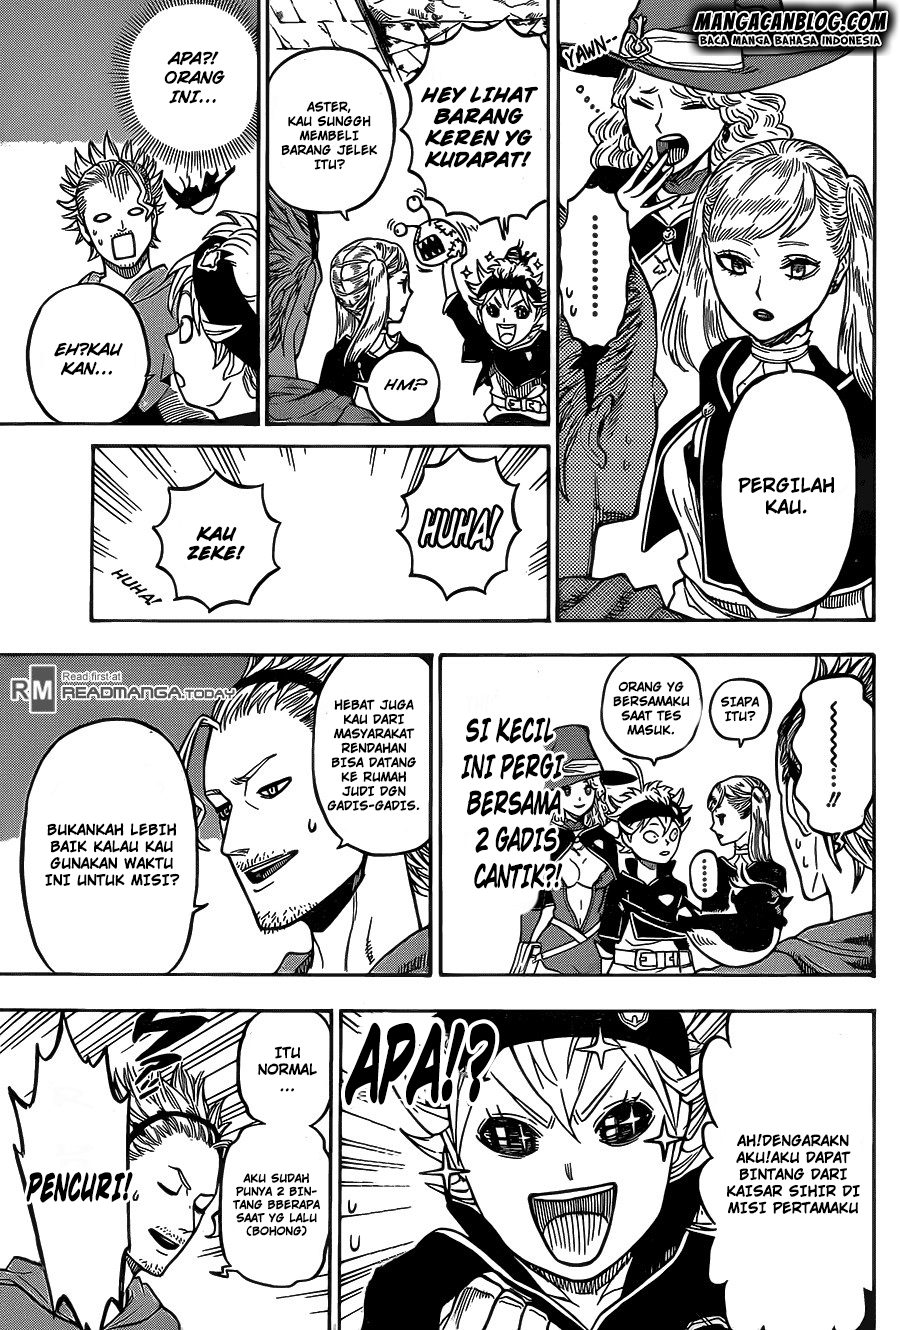 MANGACANBLOG.COM
BACA MANGA BAHASA INDONESIA
YAWN--
PERGILAH
KAU.
HEY LIHAT
BARANG
KEREN YG
KUDAPAT!
ASTER,
KAU SUNGGH
MEMBELI
BARANG JELEK
ITU?
HM?
APA?!
ORANG
INI...
EH?KAU
KAN...
HUHA!
KAU
ZEKE!
HUHA!
...!!
SIAPA
ITU?
ORANG YG
BERSAMAKU
SAAT TES
MASUK.
SI KECIL
INI PERGI
BERSAMA
2 GADIS
CANTIK?!
HEBAT JUGA
KAU DARI
MASYARAKAT
RENDAHAN
BISA DATANG
KE RUMAH
JUDI DGN
GADIS-GADIS.
BUKANKAH LEBIH
BAIK KALAU KAU
GUNAKAN WAKTU
INI UNTUK MISI?
RM
Read first at
READMANGA.TODAY
AH!DENGARAKN
AKU!AKU DAPAT
BINTANG DARI
KAISAR SIHIR DI
MISI PERTAMAKU
APA!?
ITU
NORMAL
...
AKU SUDAH
PUNYA 2 BIN-
TANG BBERAPA
SAAT YG LALU
(BOHONG)
PENCURI!